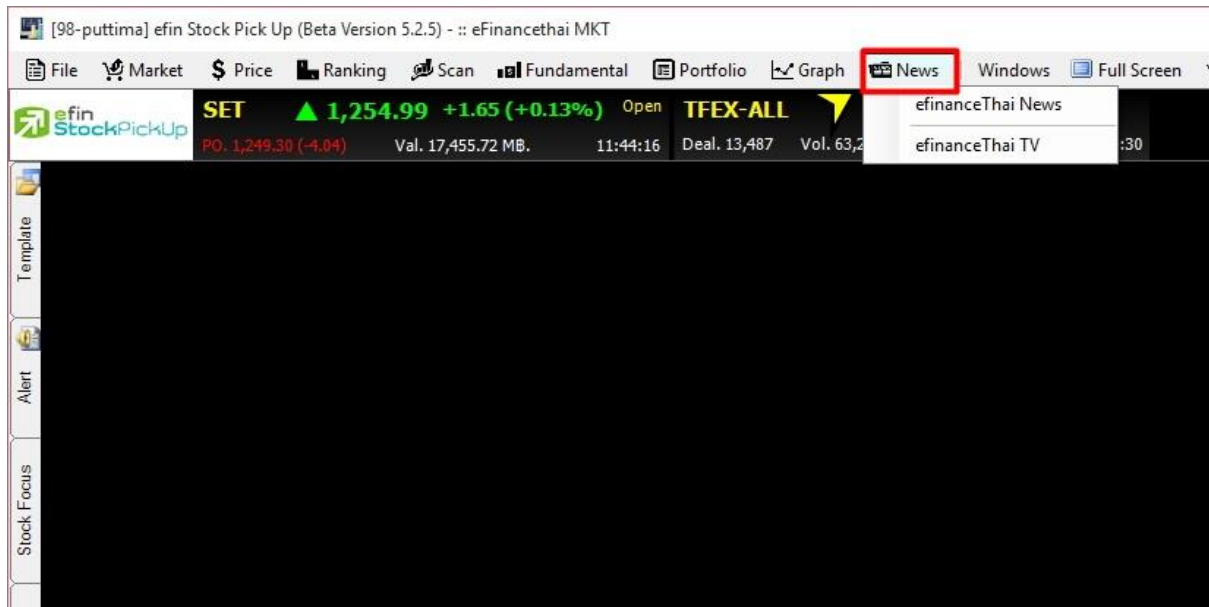 [98-puttima] efin Stock Pick Up (Beta Version 5.2.5) - :: eFinancethai MKT
File Market $ Price Ranking Scan Fundamental Portfolio Graph News Windows Full Screen
efin StockPickUp
SET 1,254.99 +1.65 (+0.13%) Open TFEX-ALL
PO. 1,249.30 (-4.04) Val. 17,455.72 M฿. 11:44:16 Deal. 13,487 Vol. 63,2 :30
efinanceThai News
efinanceThai TV
Template
Alert
Stock Focus